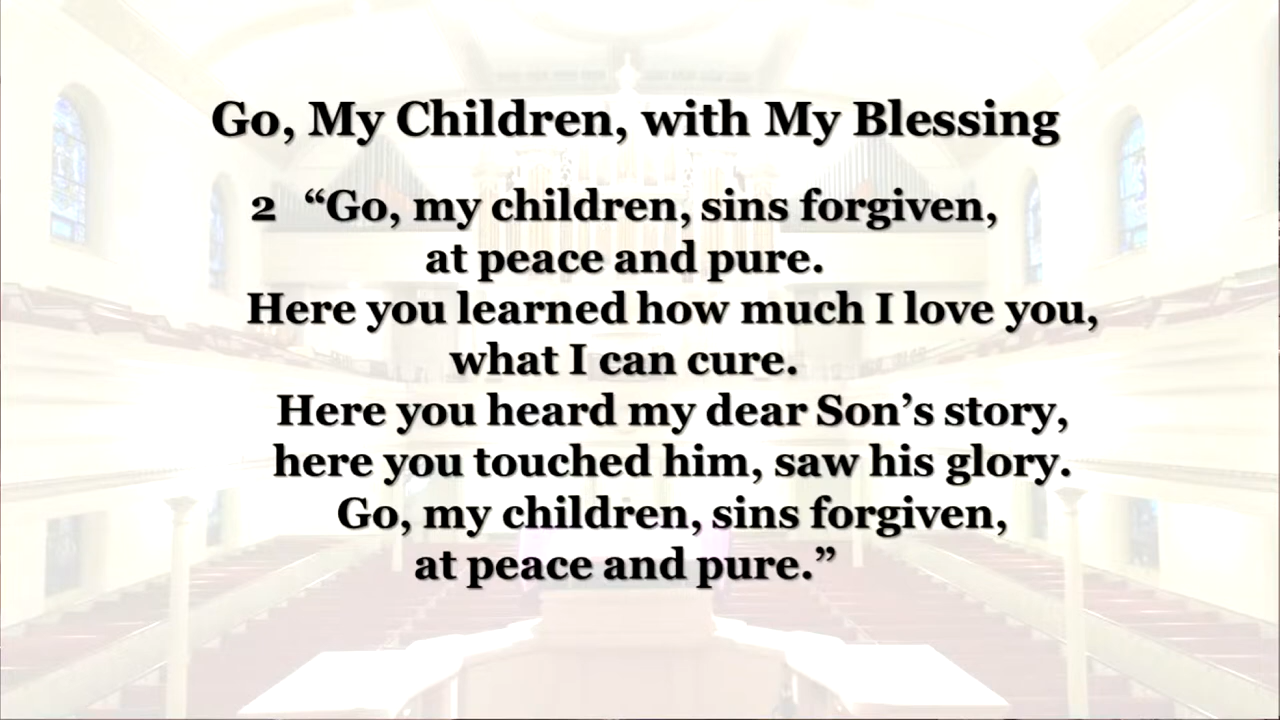 Go, My Children, with My Blessing
2 “Go, my children, sins forgiven,
at peace and pure.
Here you learned how much I love you,
what I can cure.
Here you heard my dear Son’s story,
here you touched him, saw his glory.
Go, my children, sins forgiven,
at peace and pure.”